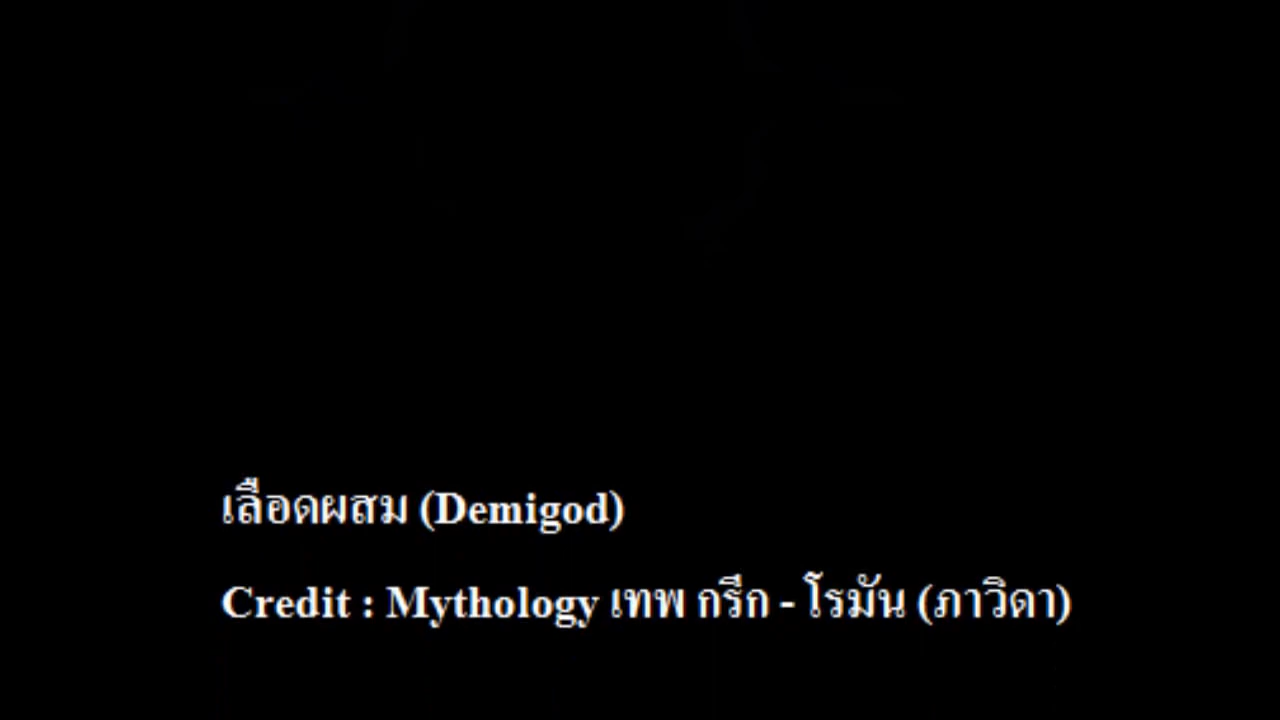 เลือดผสม (Demigod)
Credit : Mythology เทพ กรีก - โรมัน (ภาวิดา)